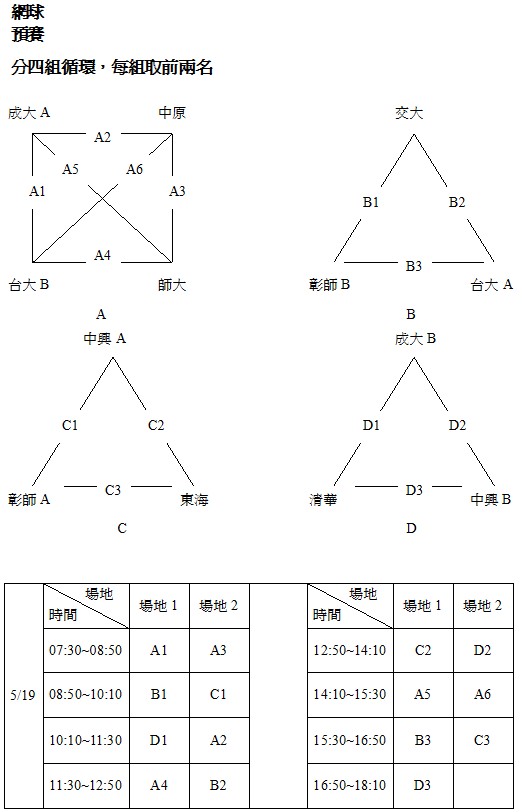 網球
預賽
分四組循環，每組取前兩名
成大 A 中原 交大
A2
A5 A6
A1 A3 B1 B2
A4 B3
台大 B 師大 彰師 B 台大 A
A B
中興 A 成大 B
C1 C2 D1 D2
C3 D3
彰師 A 東海 清華 中興 B
C D
場地 場地 1 場地 2 場地 場地 1 場地 2
時間 時間
07:30~08:50 A1 A3 12:50~14:10 C2 D2
5/19 08:50~10:10 B1 C1 14:10~15:30 A5 A6
10:10~11:30 D1 A2 15:30~16:50 B3 C3
11:30~12:50 A4 B2 16:50~18:10 D3